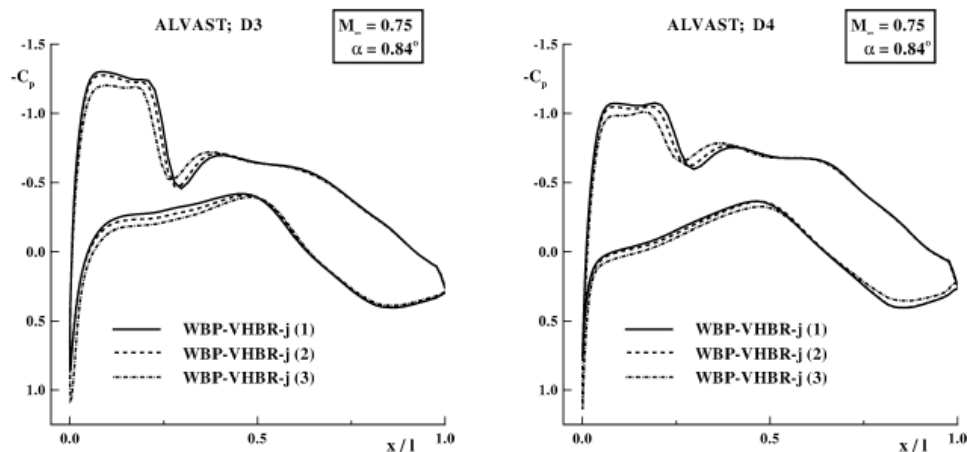 ALVAST; D3
M∞ = 0.75
α = 0.84°
-1.5
-Cp
-1.0
-0.5
0.0
0.5
1.0
WBP-VHBR-j (1)
WBP-VHBR-j (2)
WBP-VHBR-j (3)
0.0 0.5 1.0
x / l
ALVAST; D4
M∞ = 0.75
α = 0.84°
-1.5
-Cp
-1.0
-0.5
0.0
0.5
1.0
WBP-VHBR-j (1)
WBP-VHBR-j (2)
WBP-VHBR-j (3)
0.0 0.5 1.0
x / l